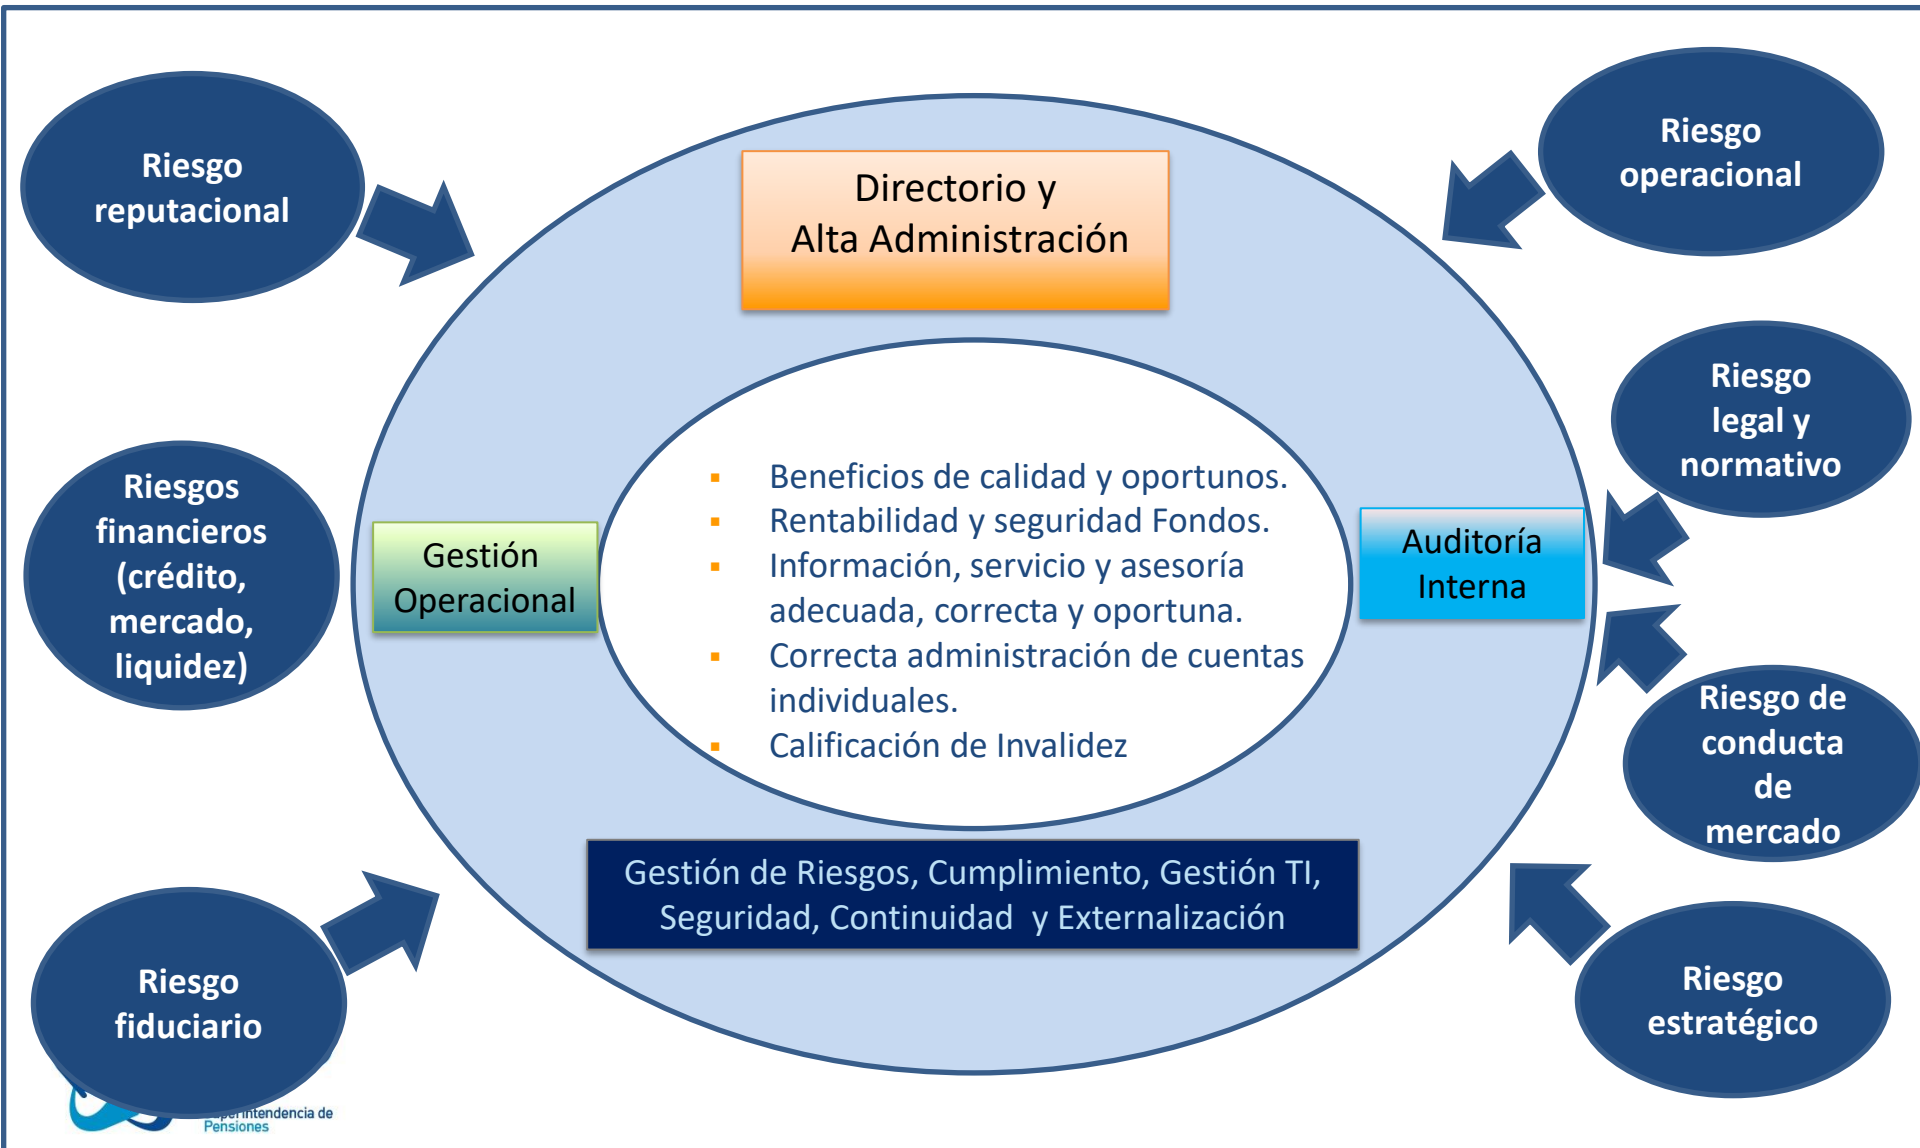 Riesgo
reputacional
Directorio y
Alta Administración
Riesgo
operacional
Riesgo
legal y
normativo
Riesgos
financieros
(crédito,
mercado,
liquidez)
Gestión
Operacional
▪ Beneficios de calidad y oportunos.
▪ Rentabilidad y seguridad Fondos.
▪ Información, servicio y asesoría
adecuada, correcta y oportuna.
▪ Correcta administración de cuentas
individuales.
▪ Calificación de Invalidez
Auditoría
Interna
Riesgo de
conducta
de
mercado
Gestión de Riesgos, Cumplimiento, Gestión TI,
Seguridad, Continuidad y Externalización
Riesgo
fiduciario
Riesgo
estratégico
Superintendencia de
Pensiones